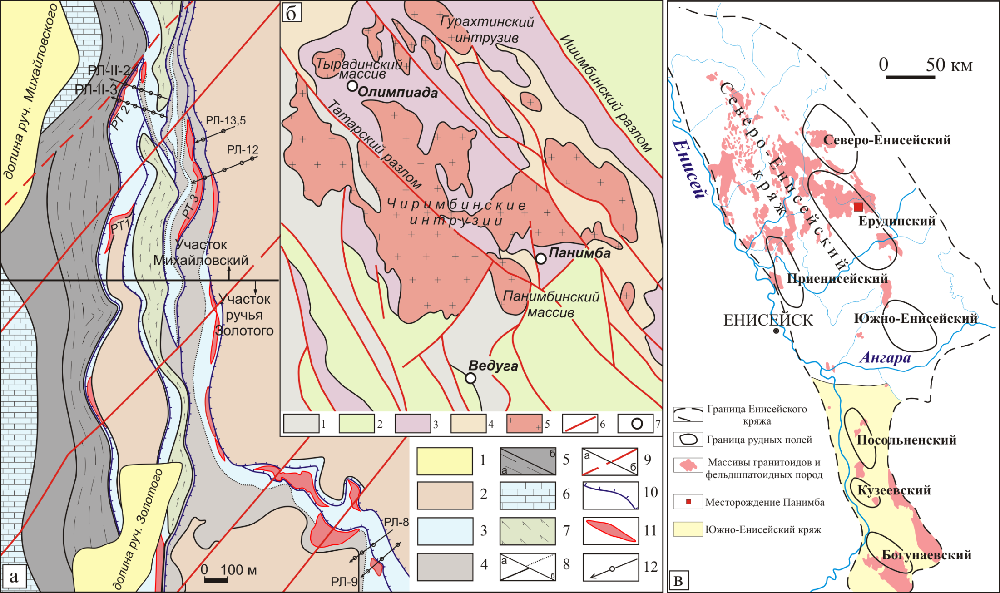 долина руч. Михайловского
РЛ-II-2
РЛ-II-3
РТ 2
РЛ-13,5
РЛ-12
РТ 3
РТ1
Участок
Михайловский
Участок
ручья
Золотого
долина руч. Золотого
0 100 м
РЛ-8
РЛ-9
а
б
Гурахтинский
интрузив
Тырадинский
массив
Олимпиада
Ишимбинский разлом
Татарский разлом
Чиримбинские
интрузии
Панимба
Панимбинский
массив
Ведуга
1 2 3 4 5 6 7
1
2
3
4
а б 5
6
7
а б 8
а б 9
10
11
12
0 50 км
Северо-Енисейский
кряж
Енисей
Северо-Енисейский
Ерудинский
Приенисейский
ЕНИСЕЙСК
Южно-Енисейский
Ангара
Посольненский
Кузеевский
Богунаевский
Граница Енисейского
кряжа
Граница рудных полей
Массивы гранитоидов и
фельдшпатоидных пород
Месторождение Панимба
Южно-Енисейский кряж
в